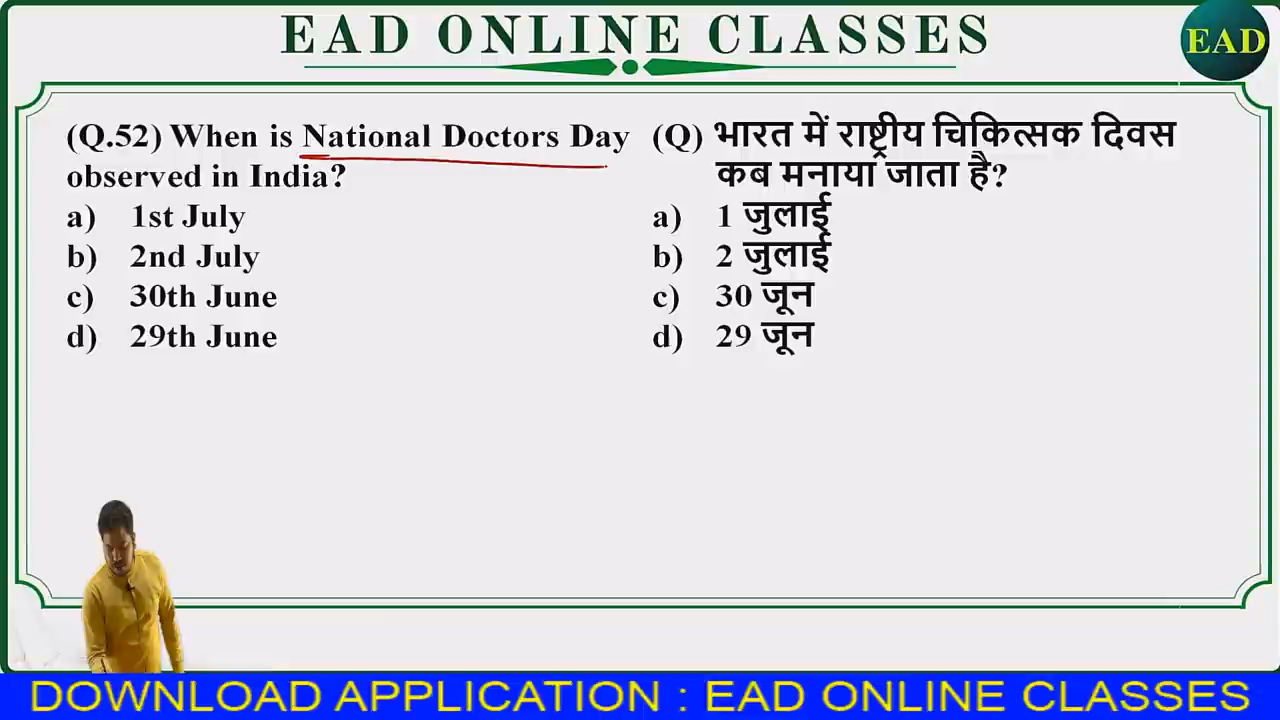 EAD ONLINE CLASSES
EAD
(Q.52) When is National Doctors Day
observed in India?
a) 1st July
b) 2nd July
c) 30th June
d) 29th June
(Q) भारत में राष्ट्रीय चिकित्सक दिवस
कब मनाया जाता है?
a) 1 जुलाई
b) 2 जुलाई
c) 30 जून
d) 29 जून
DOWNLOAD APPLICATION : EAD ONLINE CLASSES